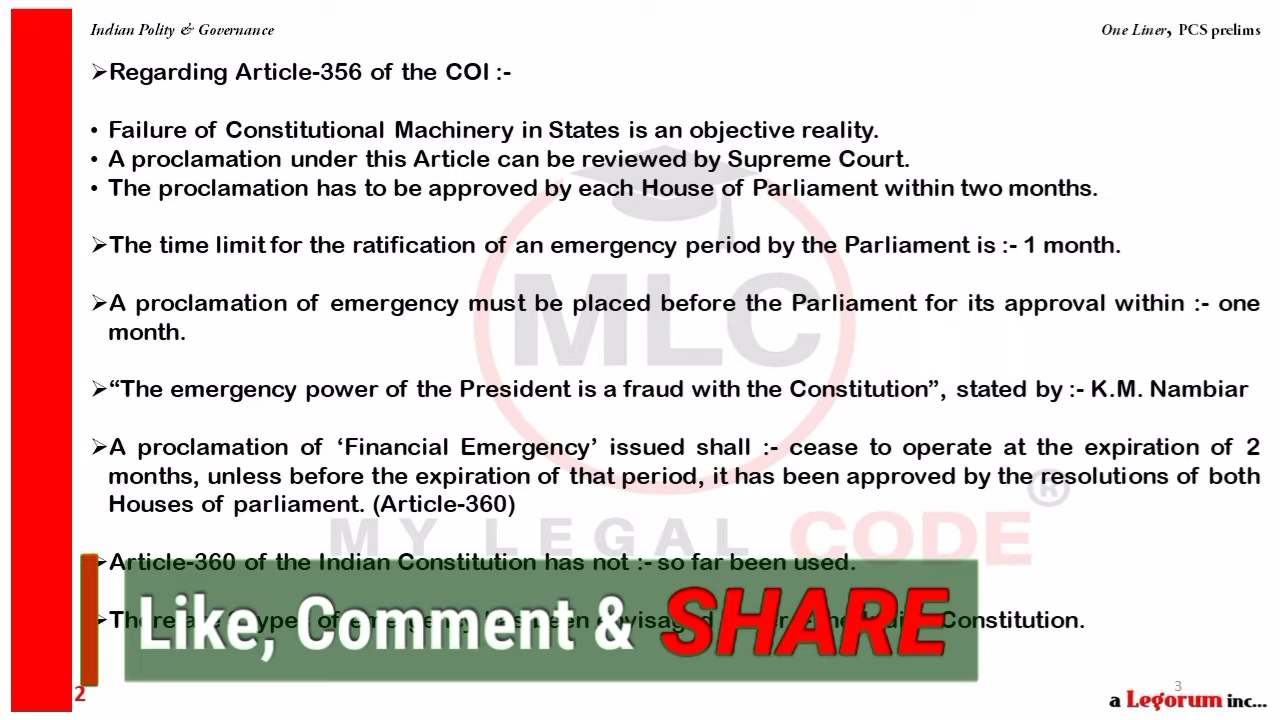 Indian Polity & Governance
One Liner, PCS prelims
➢Regarding Article-356 of the COI :-
• Failure of Constitutional Machinery in States is an objective reality.
• A proclamation under this Article can be reviewed by Supreme Court.
• The proclamation has to be approved by each House of Parliament within two months.
➢The time limit for the ratification of an emergency period by the Parliament is :- 1 month.
➢A proclamation of emergency must be placed before the Parliament for its approval within :- one
month.
➢“The emergency power of the President is a fraud with the Constitution”, stated by :- K.M. Nambiar
➢A proclamation of ‘Financial Emergency’ issued shall :- cease to operate at the expiration of 2
months, unless before the expiration of that period, it has been approved by the resolutions of both
Houses of parliament. (Article-360)
➢Article-360 of the Indian Constitution has not :- so far been used.
➢ Constitution.
Like, Comment & SHARE
MLC
MY LEGAL CODE ®
2
3
a Legorum inc...